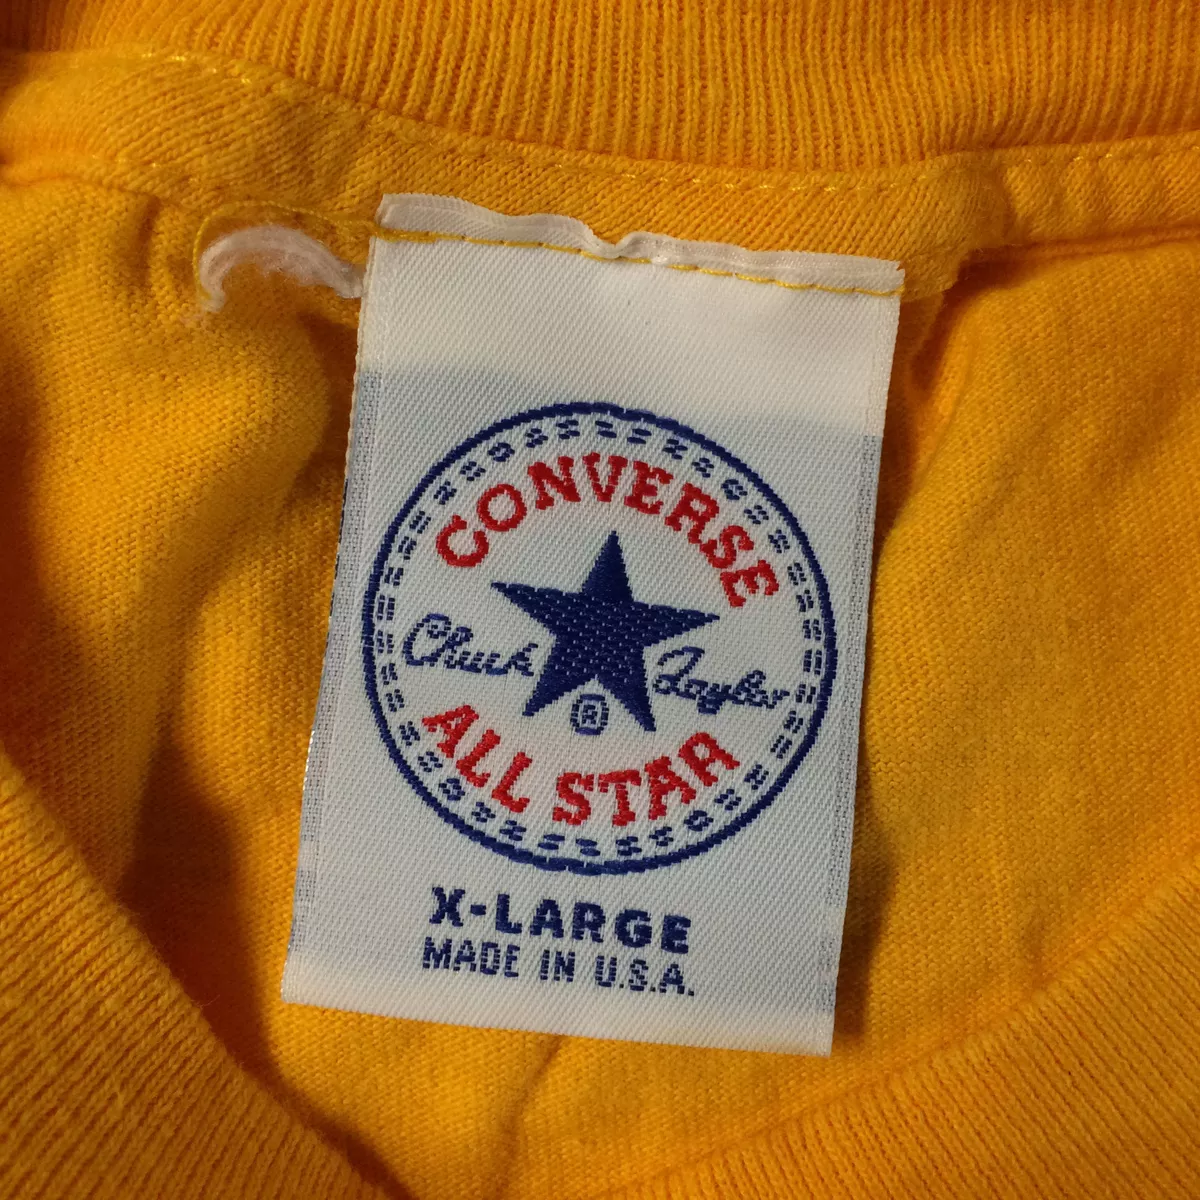 CONVERSE
Chuck Taylor
®
ALL STAR
X-LARGE
MADE IN U.S.A.